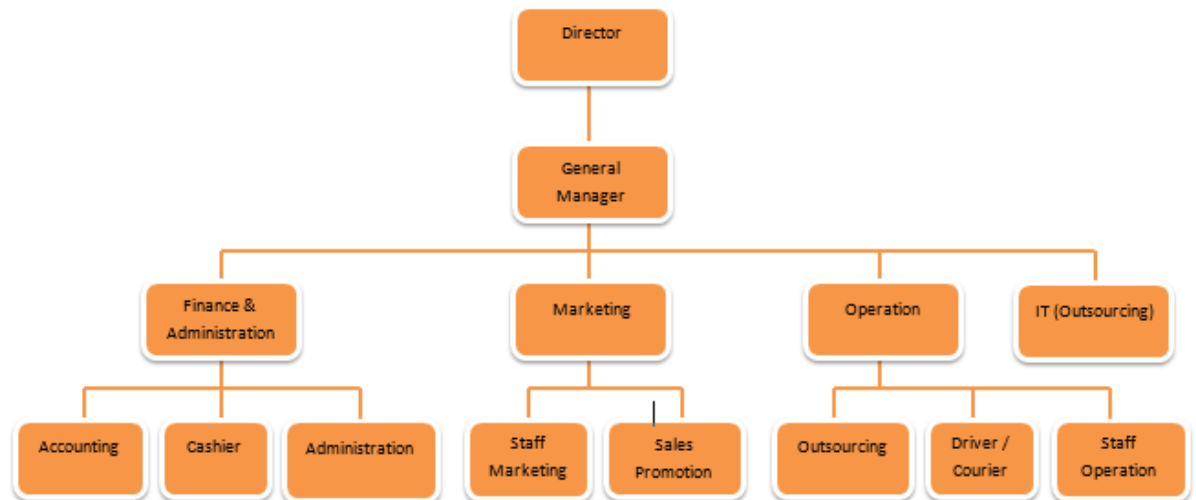 Director
General
Manager
Finance &
Administration
Marketing
Operation
IT (Outsourcing)
Accounting
Cashier
Administration
Staff
Marketing
Sales
Promotion
Outsourcing
Driver /
Courier
Staff
Operation